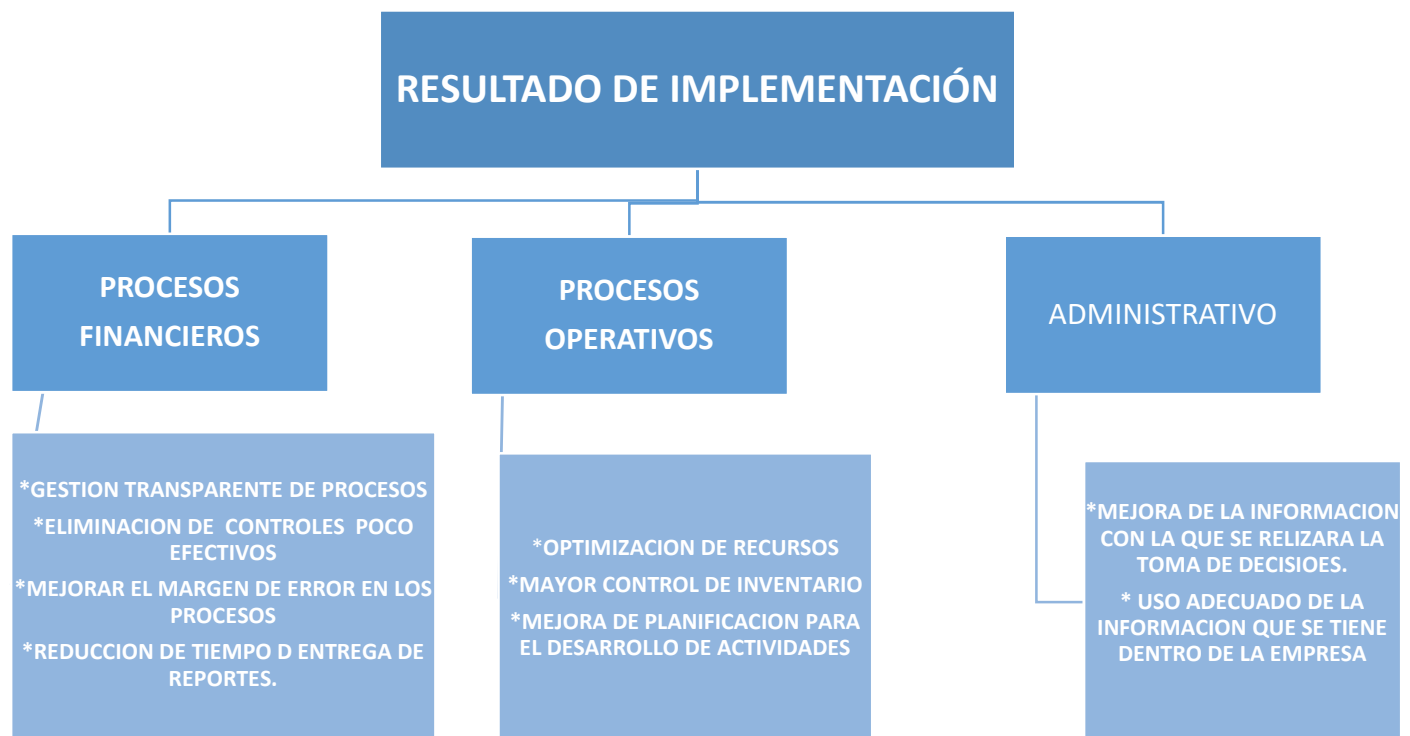 RESULTADO DE IMPLEMENTACIÓN
PROCESOS
FINANCIEROS
PROCESOS
OPERATIVOS
ADMINISTRATIVO
*GESTION TRANSPARENTE DE PROCESOS
*ELIMINACION DE CONTROLES POCO
EFECTIVOS
*MEJORAR EL MARGEN DE ERROR EN LOS
PROCESOS
*REDUCCION DE TIEMPO D ENTREGA DE
REPORTES.
*OPTIMIZACION DE RECURSOS
*MAYOR CONTROL DE INVENTARIO
*MEJORA DE PLANIFICACION PARA
EL DESARROLLO DE ACTIVIDADES
*MEJORA DE LA INFORMACION
CON LA QUE SE RELIZARA LA
TOMA DE DECISIOES.
* USO ADECUADO DE LA
INFORMACION QUE SE TIENE
DENTRO DE LA EMPRESA